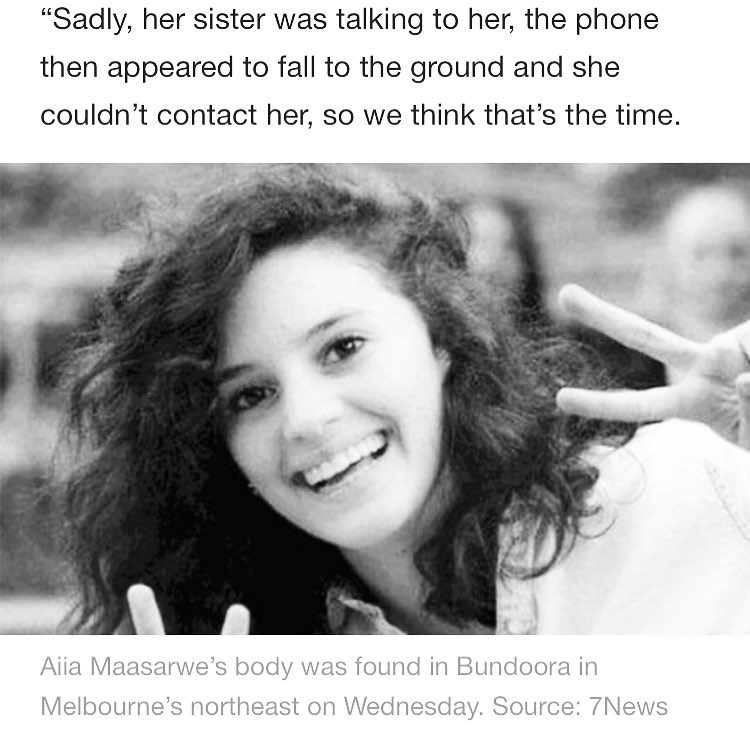 “Sadly, her sister was talking to her, the phone
then appeared to fall to the ground and she
couldn’t contact her, so we think that’s the time.
Aiia Maasarwe’s body was found in Bundoora in
Melbourne’s northeast on Wednesday. Source: 7News